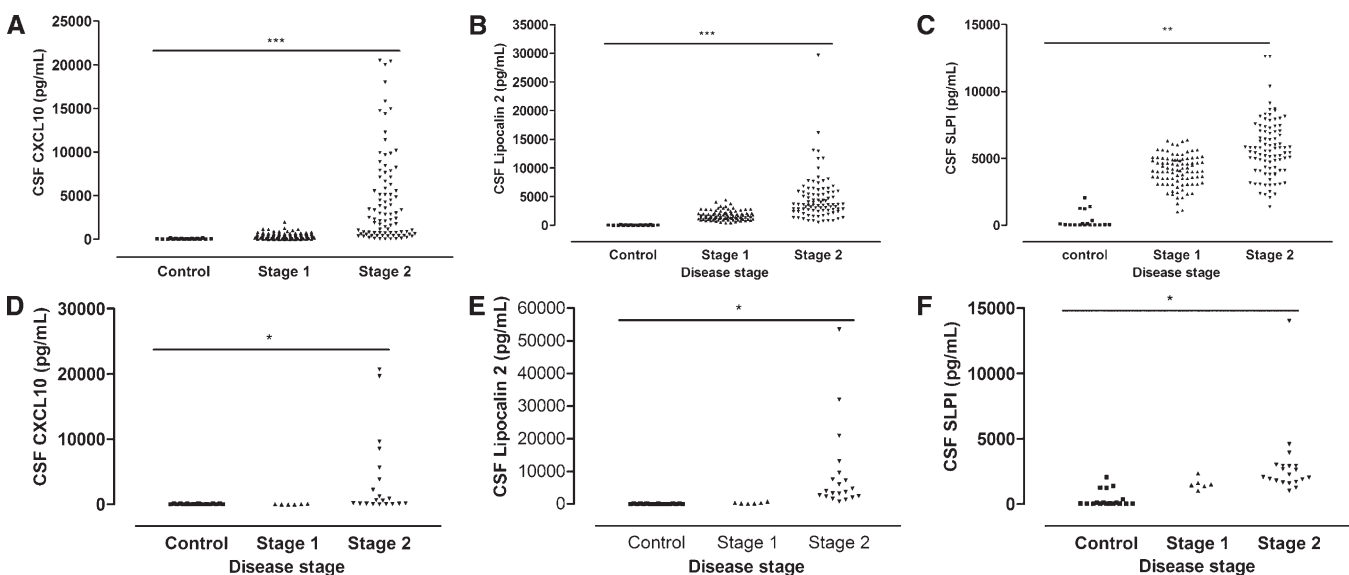 A
CSF CXCL10 (pg/mL)
25000
20000
15000
10000
5000
0
***
Control Stage 1 Stage 2
B
CSF Lipocalin 2 (pg/mL)
35000
30000
25000
20000
15000
10000
5000
0
***
Control Stage 1 Stage 2
Disease stage
C
CSF SLPI (pg/mL)
15000
10000
5000
0
**
control Stage 1 Stage 2
Disease stage
D
CSF CXCL10 (pg/mL)
30000
20000
10000
0
*
Control Stage 1 Stage 2
Disease stage
E
CSF Lipocalin 2 (pg/mL)
60000
50000
40000
30000
20000
10000
0
*
Control Stage 1 Stage 2
Disease stage
F
CSF SLPI (pg/mL)
15000
10000
5000
0
*
Control Stage 1 Stage 2
Disease stage